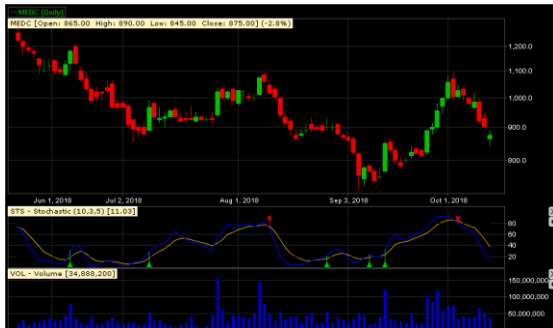 MEDC (Daily)
MEDC [Open: 865.00 High: 890.00 Low: 845.00 Close: 875.00] (-2.8%)
1,200.0
1,100.0
1,000.0
900.0
800.0
Jun 1, 2018 Jul 2, 2018 Aug 1, 2018 Sep 3, 2018 Oct 1, 2018
STS - Stochastic (10,3,5) [11.03]
80
60
40
20
VOL - Volume [34,888,200]
150,000,000
100,000,000
50,000,000